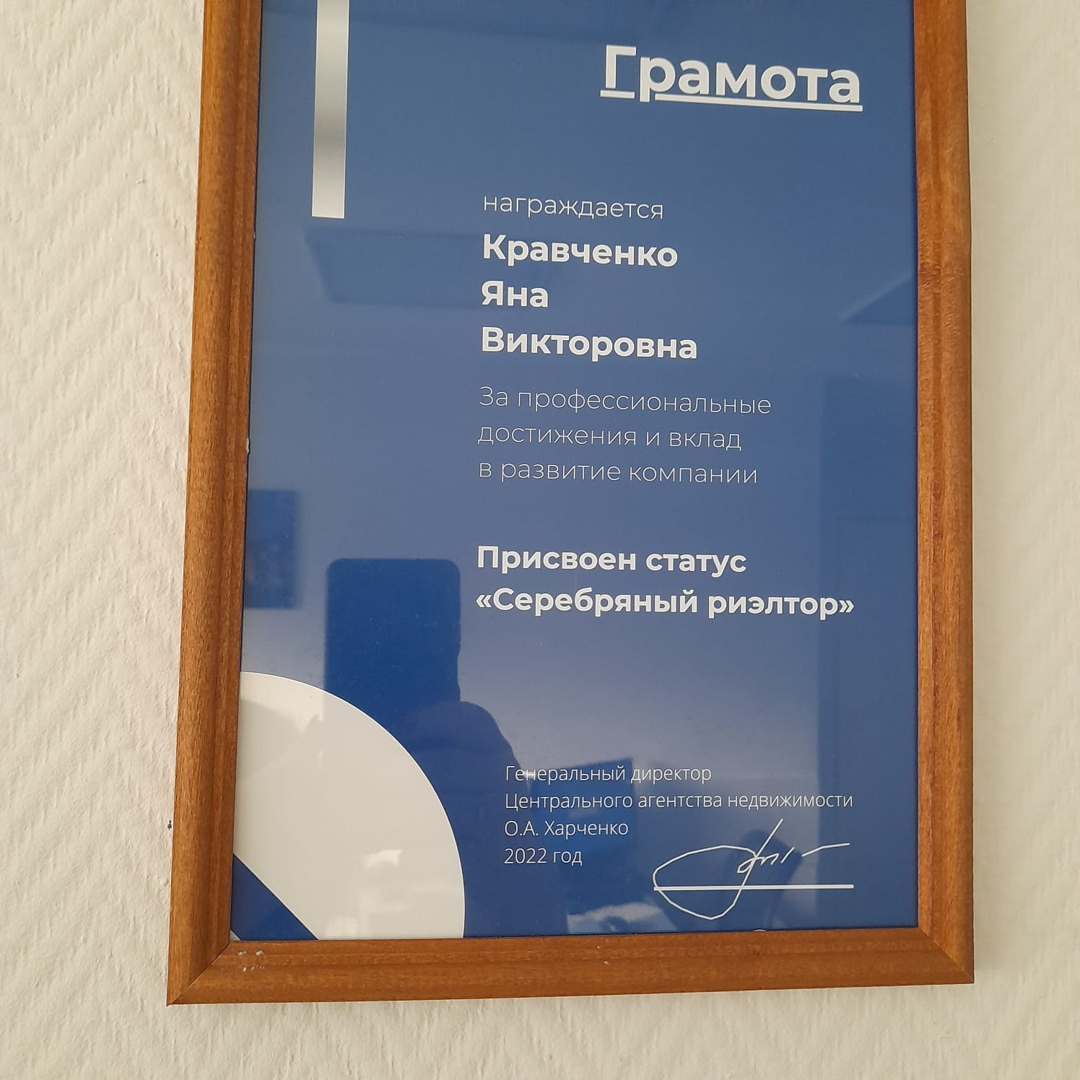 Грамота
награждается
Кравченко
Яна
Викторовна
За профессиональные
достижения и вклад
в развитие компании
Присвоен статус
«Серебряный риэлтор»
Генеральный директор
Центрального агентства недвижимости
О.А. Харченко
2022 год